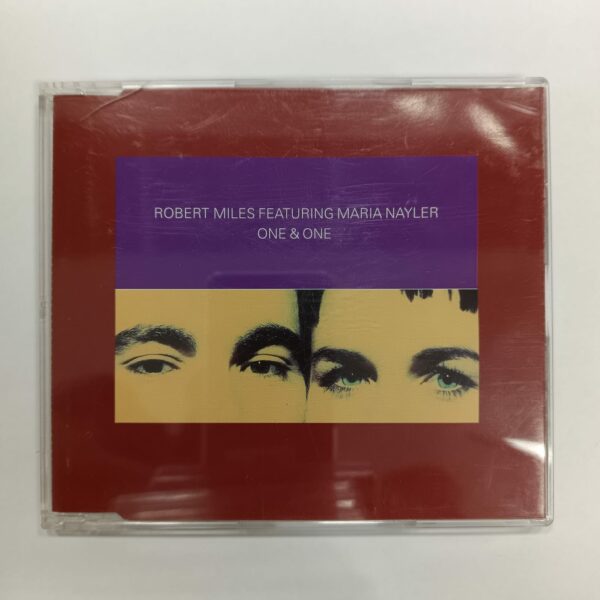 ROBERT MILES FEATURING MARIA NAYLER
ONE & ONE